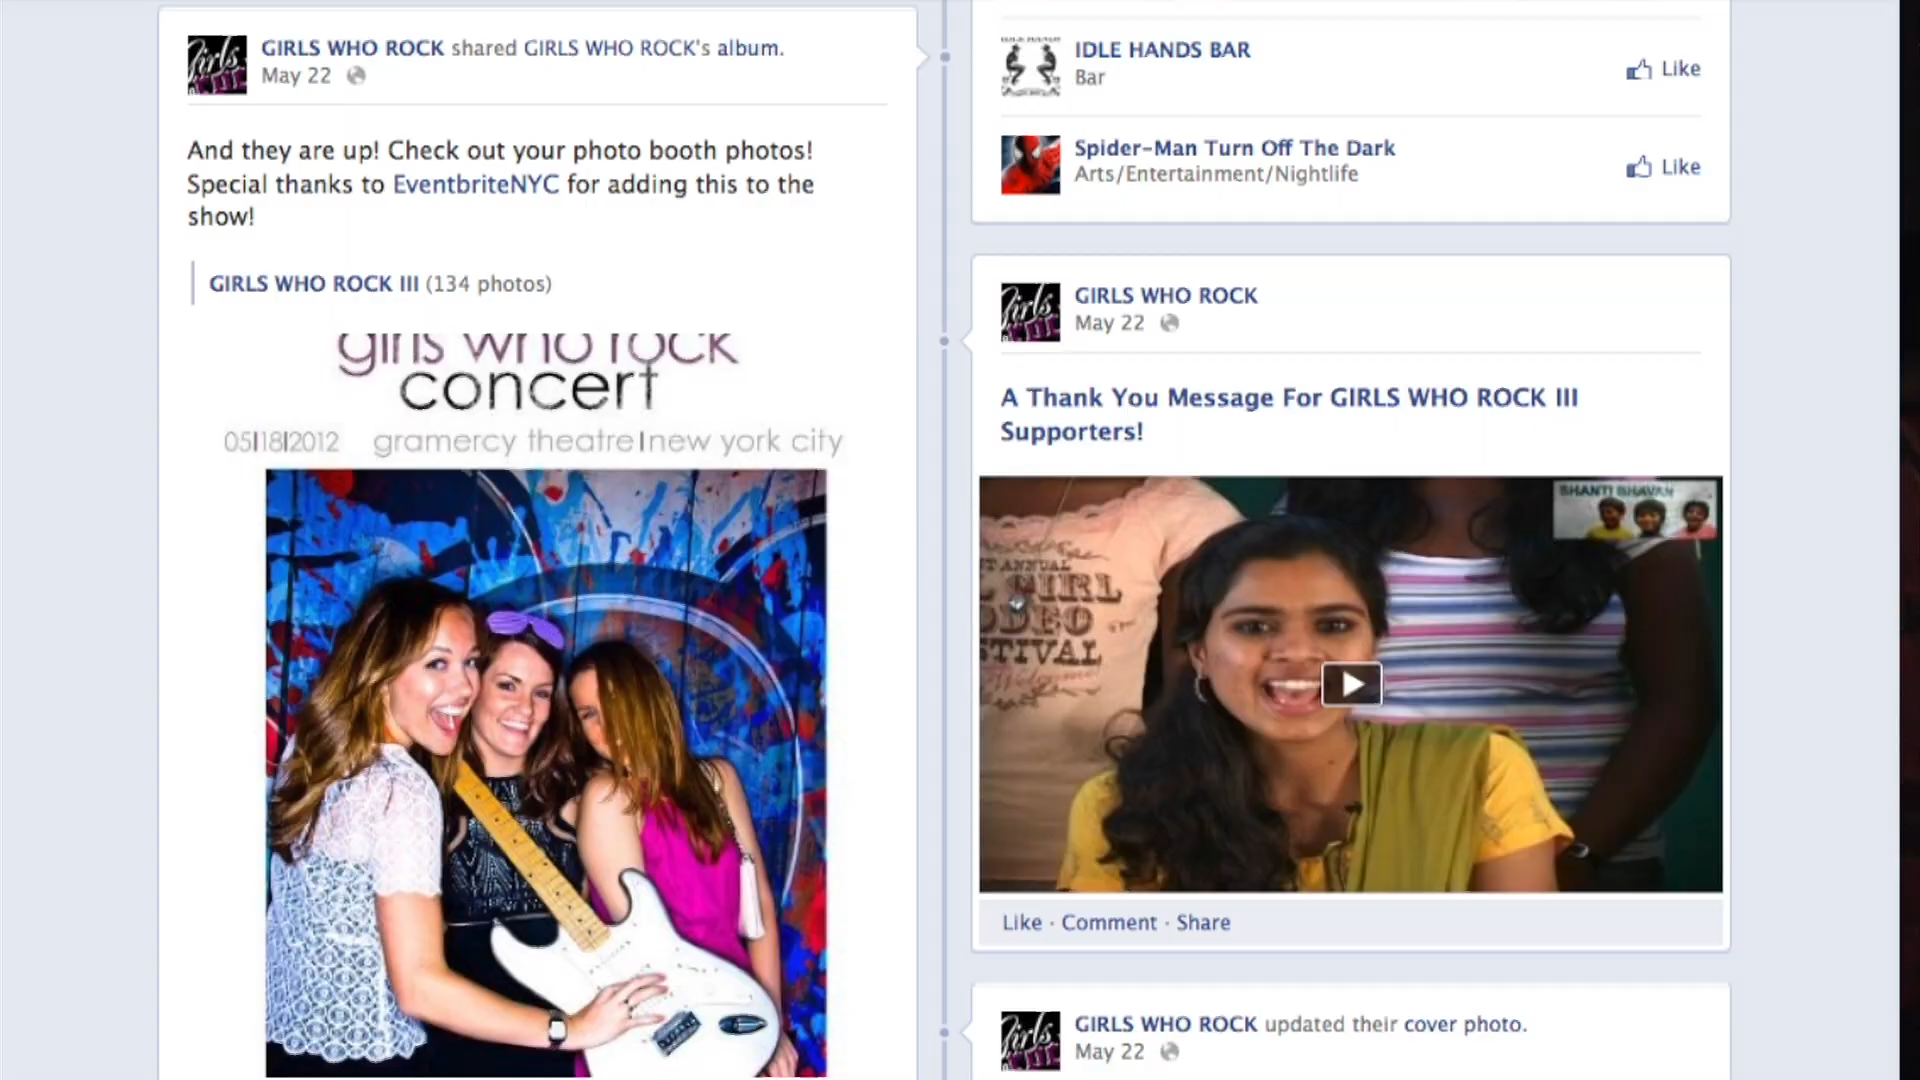 GIRLS WHO ROCK shared GIRLS WHO ROCK's album.
May 22
And they are up! Check out your photo booth photos!
Special thanks to EventbriteNYC for adding this to the
show!
GIRLS WHO ROCK III (134 photos)
girls who rock
concert
05|18|2012 gramercy theatre|new york city
IDLE HANDS BAR
Bar
Like
Spider-Man Turn Off The Dark
Arts/Entertainment/Nightlife
Like
GIRLS WHO ROCK
May 22
A Thank You Message For GIRLS WHO ROCK III
Supporters!
SHANTI BHAVAN
GIRL
Like · Comment · Share
GIRLS WHO ROCK updated their cover photo.
May 22